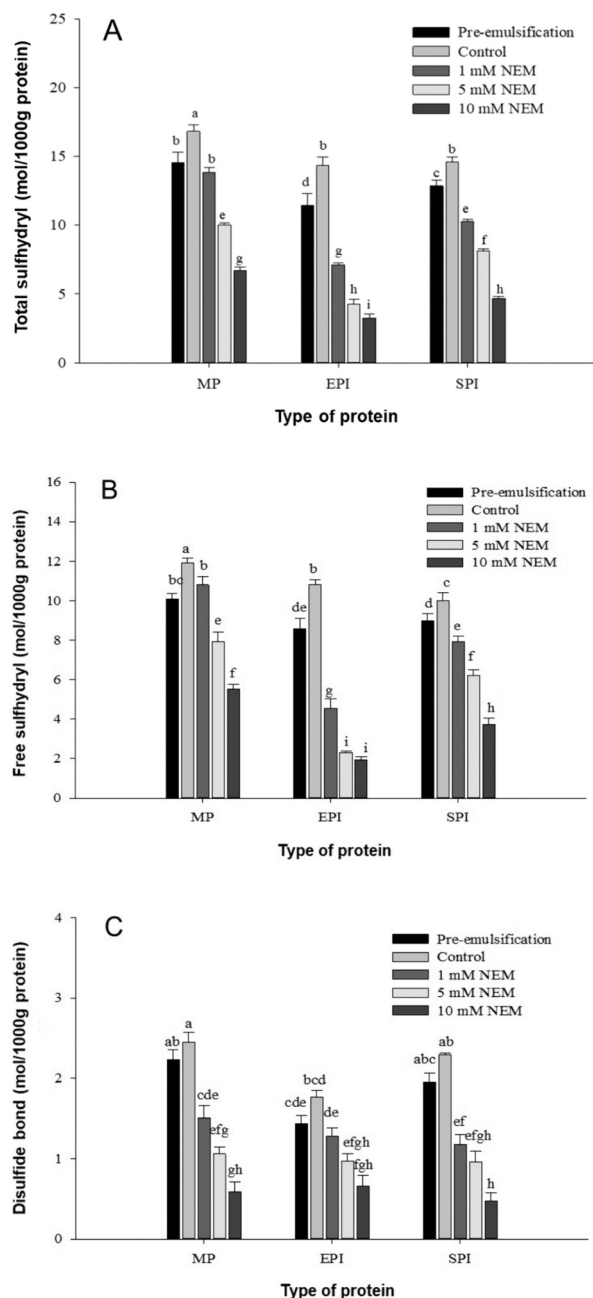 A
Pre-emulsification
Control
1 mM NEM
5 mM NEM
10 mM NEM
Total sulfhydryl (mol/1000g protein)
25
20
15
10
5
0
b a b e g
d a b g h i
c b e f h
MP EPI SPI
Type of protein
B
Pre-emulsification
Control
1 mM NEM
5 mM NEM
10 mM NEM
Free sulfhydryl (mol/1000g protein)
16
14
12
10
8
6
4
2
0
bc a b e f
de b g i i
d c e f h
MP EPI SPI
Type of protein
C
Pre-emulsification
Control
1 mM NEM
5 mM NEM
10 mM NEM
Disulfide bond (mol/1000g protein)
4
3
2
1
0
ab a cde efg gh
cde bcd de efgh fgh
abc ab ef efgh h
MP EPI SPI
Type of protein